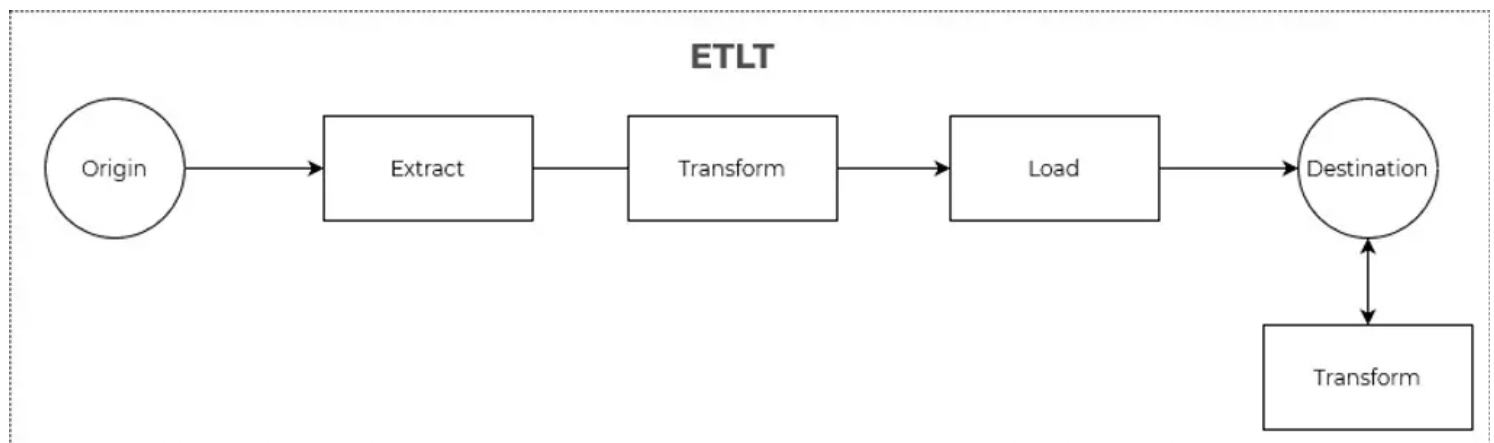 ETLT
Origin
Extract
Transform
Load
Destination
Transform